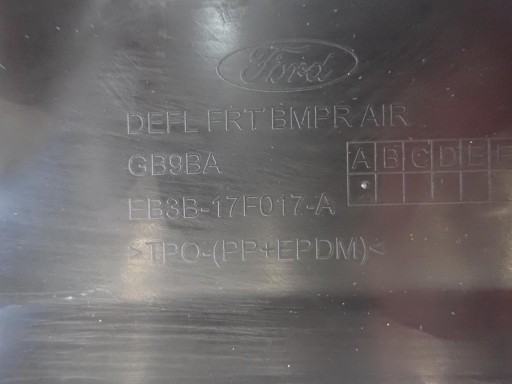 Ford
DEFL FRT BMPR AIR
GB9BA
A B C D E
EB3B-17F017-A
>TPO-(PP+EPDM)<